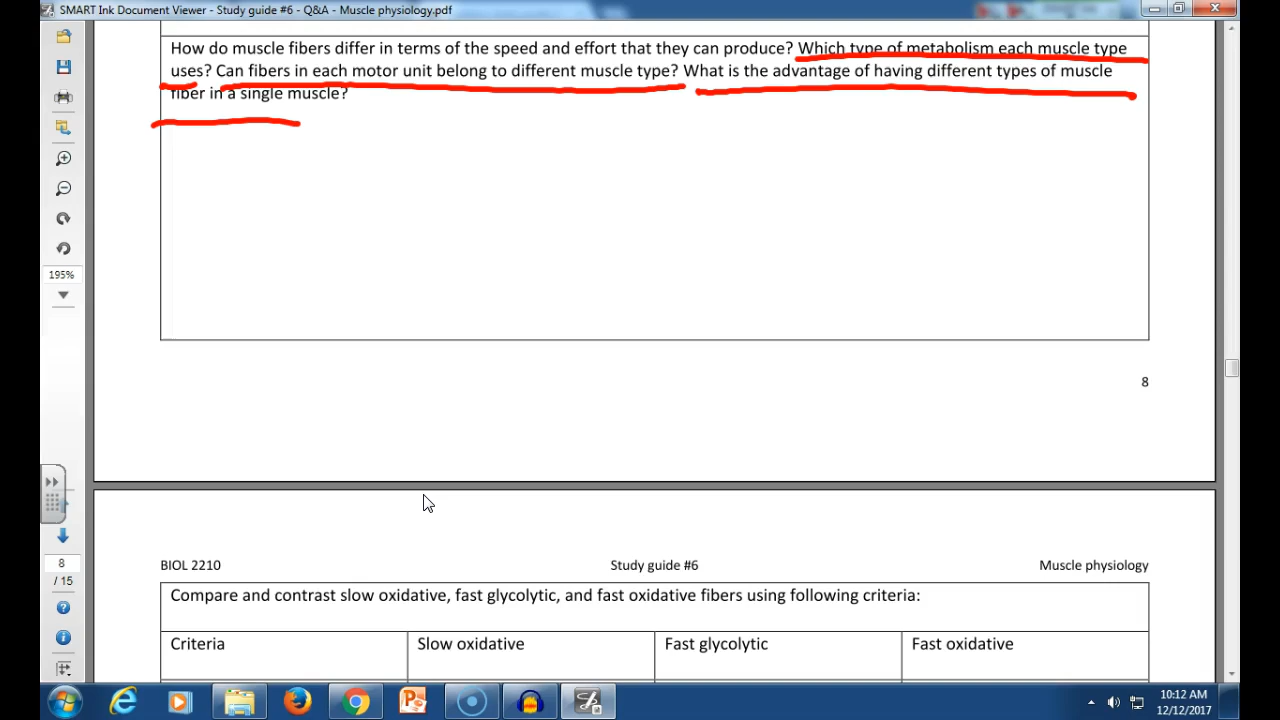 SMART Ink Document Viewer - Study guide #6 - Q&A - Muscle physiology.pdf
How do muscle fibers differ in terms of the speed and effort that they can produce? Which type of metabolism each muscle type
uses? Can fibers in each motor unit belong to different muscle type? What is the advantage of having different types of muscle
fiber in a single muscle?
195%
8
8
/ 15
BIOL 2210 Study guide #6 Muscle physiology
Compare and contrast slow oxidative, fast glycolytic, and fast oxidative fibers using following criteria:
Criteria Slow oxidative Fast glycolytic Fast oxidative
10:12 AM
12/12/2017